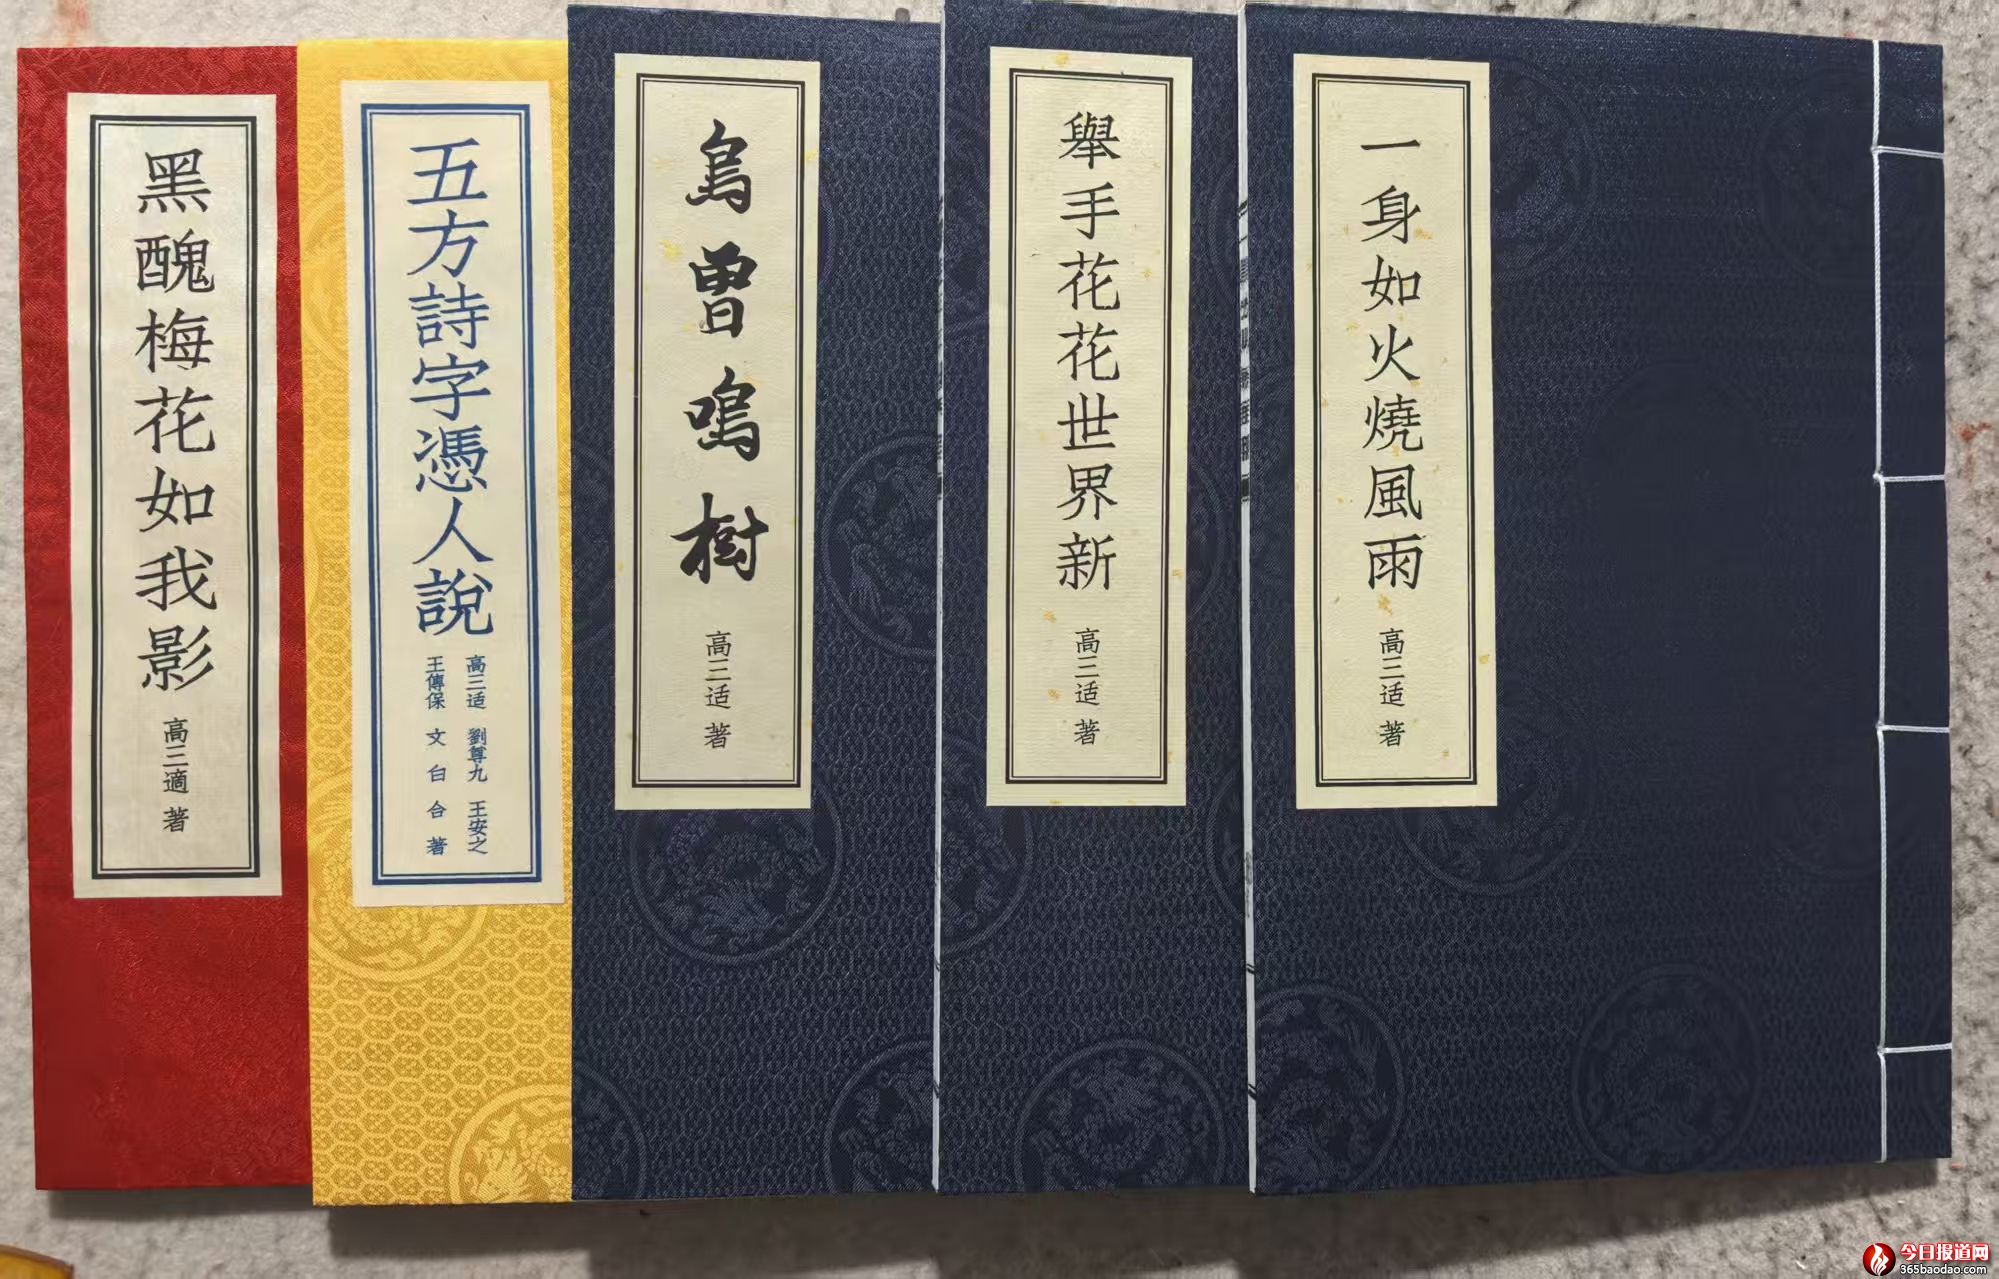 黑醜梅花如我影
高三適 著
五方詩字憑人說
高三适 劉尊九 王安之
王傳保 文白 合著
烏曾鳴樹
高三适 著
舉手花花世界新
高三适 著
一身如火燒風雨
高三适 著
今日报道网
365baodao.com